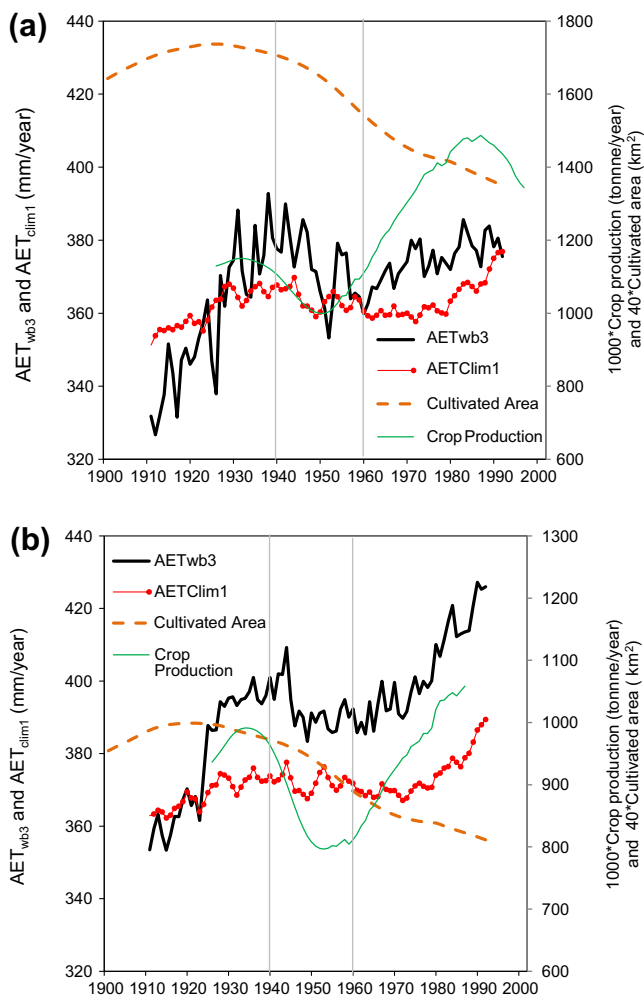 (a)
440
420
400
380
360
340
320
AETwb3 and AETclim1 (mm/year)
1800
1600
1400
1200
1000
800
600
1000*Crop production (tonnne/year)
and 40*Cultivated area (km2)
AETwb3
AETClim1
Cultivated Area
Crop Production
1900 1910 1920 1930 1940 1950 1960 1970 1980 1990 2000
(b)
440
420
400
380
360
340
320
AETwb3 and AETclim1 (mm/year)
1300
1200
1100
1000
900
800
700
600
1000*Crop production (tonnne/year)
and 40*Cultivated area ( km2)
AETwb3
AETClim1
Cultivated Area
Crop
Production
1900 1910 1920 1930 1940 1950 1960 1970 1980 1990 2000